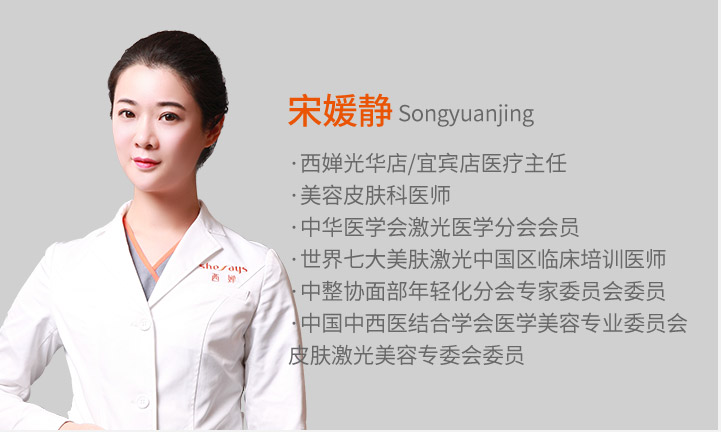 宋媛静 Songyuanjing
·西婵光华店/宜宾店医疗主任
·美容皮肤科医师
·中华医学会激光医学分会会员
·世界七大美肤激光中国区临床培训医师
·中整协面部年轻化分会专家委员会委员
·中国中西医结合学会医学美容专业委员会
皮肤激光美容专委会委员
西婵